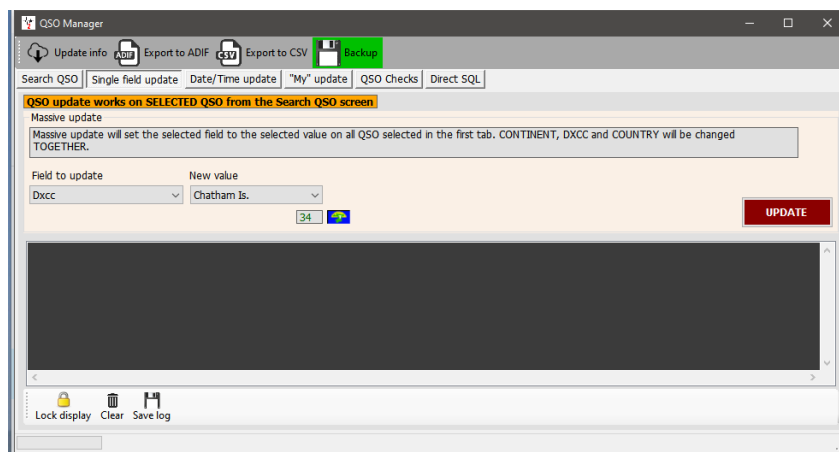 QSO Manager
Update info ADIF Export to ADIF CSV Export to CSV Backup
Search QSO Single field update Date/Time update "My" update QSO Checks Direct SQL
QSO update works on SELECTED QSO from the Search QSO screen
Massive update
Massive update will set the selected field to the selected value on all QSO selected in the first tab. CONTINENT, DXCC and COUNTRY will be changed
TOGETHER.
Field to update New value
Dxcc Chatham Is.
34
UPDATE
Lock display Clear Save log